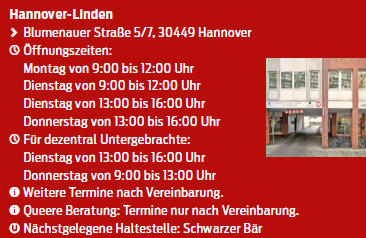 Hannover-Linden
Blumenauer Straße 5/7, 30449 Hannover
Öffnungszeiten:
Montag von 9:00 bis 12:00 Uhr
Dienstag von 9:00 bis 12:00 Uhr
Dienstag von 13:00 bis 16:00 Uhr
Donnerstag von 13:00 bis 16:00 Uhr
Für dezentral Untergebrachte:
Dienstag von 13:00 bis 16:00 Uhr
Donnerstag von 9:00 bis 13:00 Uhr
Weitere Termine nach Vereinbarung.
Queere Beratung: Termine nur nach Vereinbarung.
Nächstgelegene Haltestelle: Schwarzer Bär